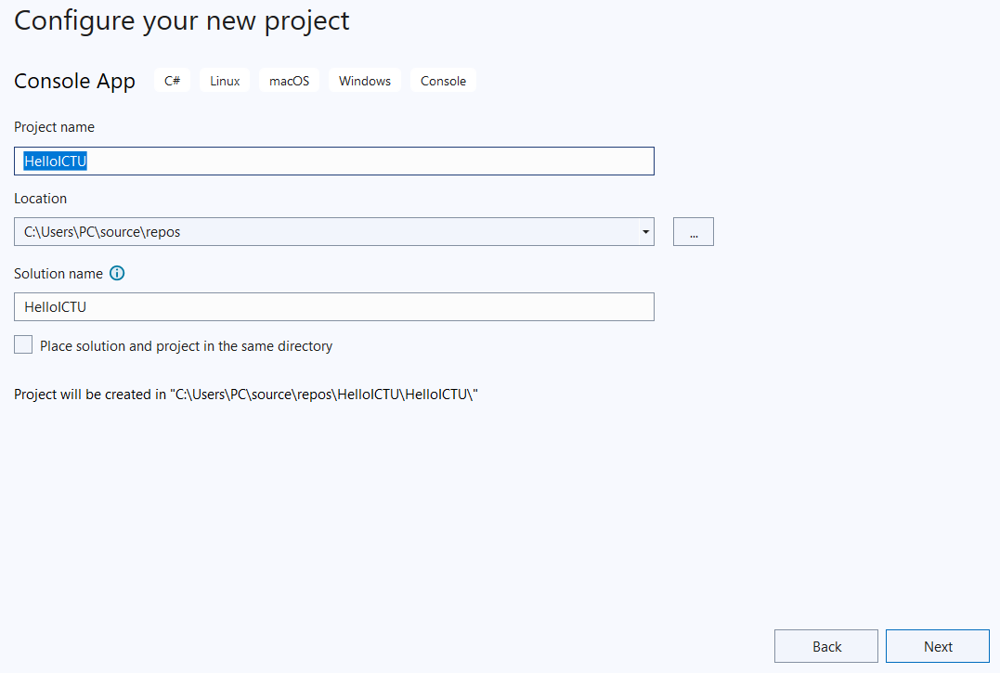 Configure your new project
Console App C# Linux macOS Windows Console
Project name
HelloICTU
Location
C:\Users\PC\source\repos
...
Solution name
HelloICTU
Place solution and project in the same directory
Project will be created in "C:\Users\PC\source\repos\HelloICTU\HelloICTU\"
Back Next